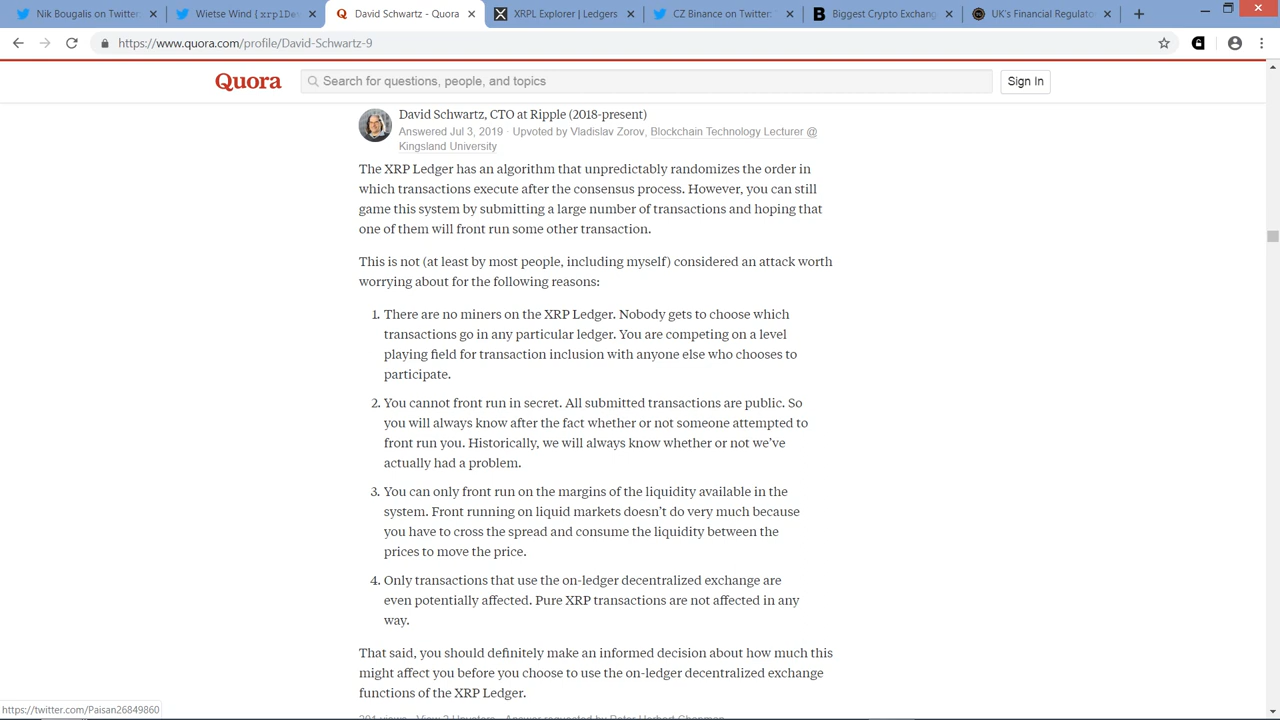 Nik Bougalis on Twitter:
Wietse Wind ( xrplDev
David Schwartz - Quora
XRPL Explorer | Ledgers
CZ Binance on Twitter:
Biggest Crypto Exchang
UK's Financial Regulato
https://www.quora.com/profile/David-Schwartz-9
Quora
Search for questions, people, and topics
Sign In
David Schwartz, CTO at Ripple (2018-present)
Answered Jul 3, 2019 · Upvoted by Vladislav Zorov, Blockchain Technology Lecturer @
Kingsland University
The XRP Ledger has an algorithm that unpredictably randomizes the order in
which transactions execute after the consensus process. However, you can still
game this system by submitting a large number of transactions and hoping that
one of them will front run some other transaction.
This is not (at least by most people, including myself) considered an attack worth
worrying about for the following reasons:
1. There are no miners on the XRP Ledger. Nobody gets to choose which
transactions go in any particular ledger. You are competing on a level
playing field for transaction inclusion with anyone else who chooses to
participate.
2. You cannot front run in secret. All submitted transactions are public. So
you will always know after the fact whether or not someone attempted to
front run you. Historically, we will always know whether or not we've
actually had a problem.
3. You can only front run on the margins of the liquidity available in the
system. Front running on liquid markets doesn't do very much because
you have to cross the spread and consume the liquidity between the
prices to move the price.
4. Only transactions that use the on-ledger decentralized exchange are
even potentially affected. Pure XRP transactions are not affected in any
way.
That said, you should definitely make an informed decision about how much this
might affect you before you choose to use the on-ledger decentralized exchange
functions of the XRP Ledger.
https://twitter.com/Paisan26849860
201 views · View 3 Upvoters · Answer requested by Peter Herbert Chapman